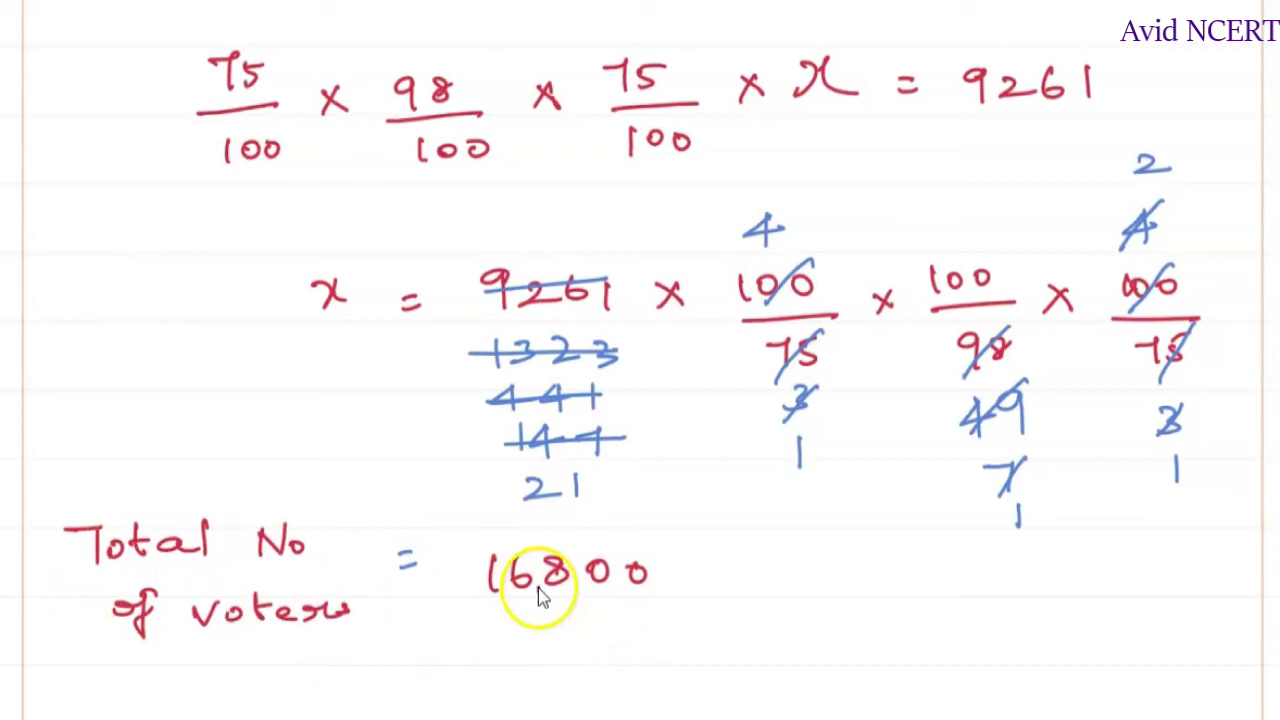 Avid NCERT
75/100 × 98/100 × 75/100 × x = 9261
2
4 4
x = 9261 × 100/75 × 100/98 × 100/75
1323
441 3 49 3
144 1 7 1
21 1
Total No = 16800
of voters